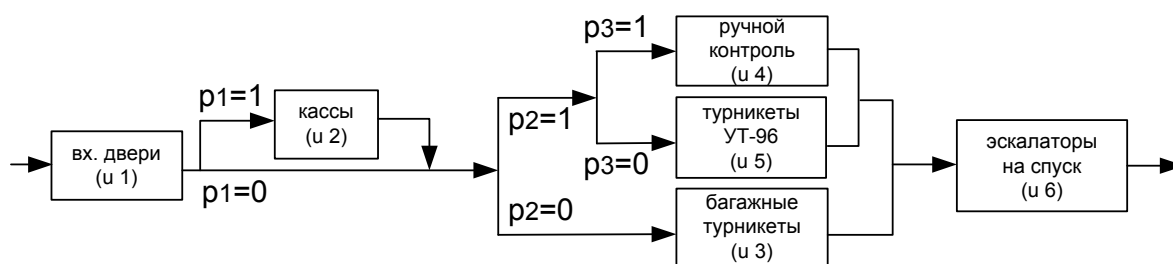 вх. двери
(u 1)
p1=1
p1=0
кассы
(u 2)
p2=1
p2=0
p3=1
p3=0
ручной
контроль
(u 4)
турникеты
УТ-96
(u 5)
багажные
турникеты
(u 3)
эскалаторы
на спуск
(u 6)